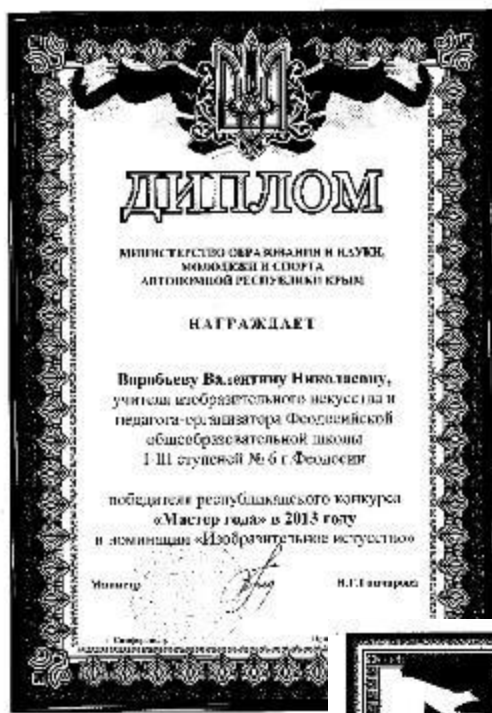 ДИПЛОМ
МИНИСТЕРСТВО ОБРАЗОВАНИЯ И НАУКИ,
МОЛОДЕЖИ И СПОРТА
АВТОНОМНОЙ РЕСПУБЛИКИ КРЫМ
НАГРАЖДАЕТ
Воробьеву Валентину Николаевну,
учителя изобразительного искусства и
педагога-организатора Феодосийской
общеобразовательной школы
I-III ступеней № 6 г.Феодосии
победителя республиканского конкурса
«Мастер года» в 2013 году
в номинации «Изобразительное искусство»
Министр Н.Г.Гончарова
г. Симферополь